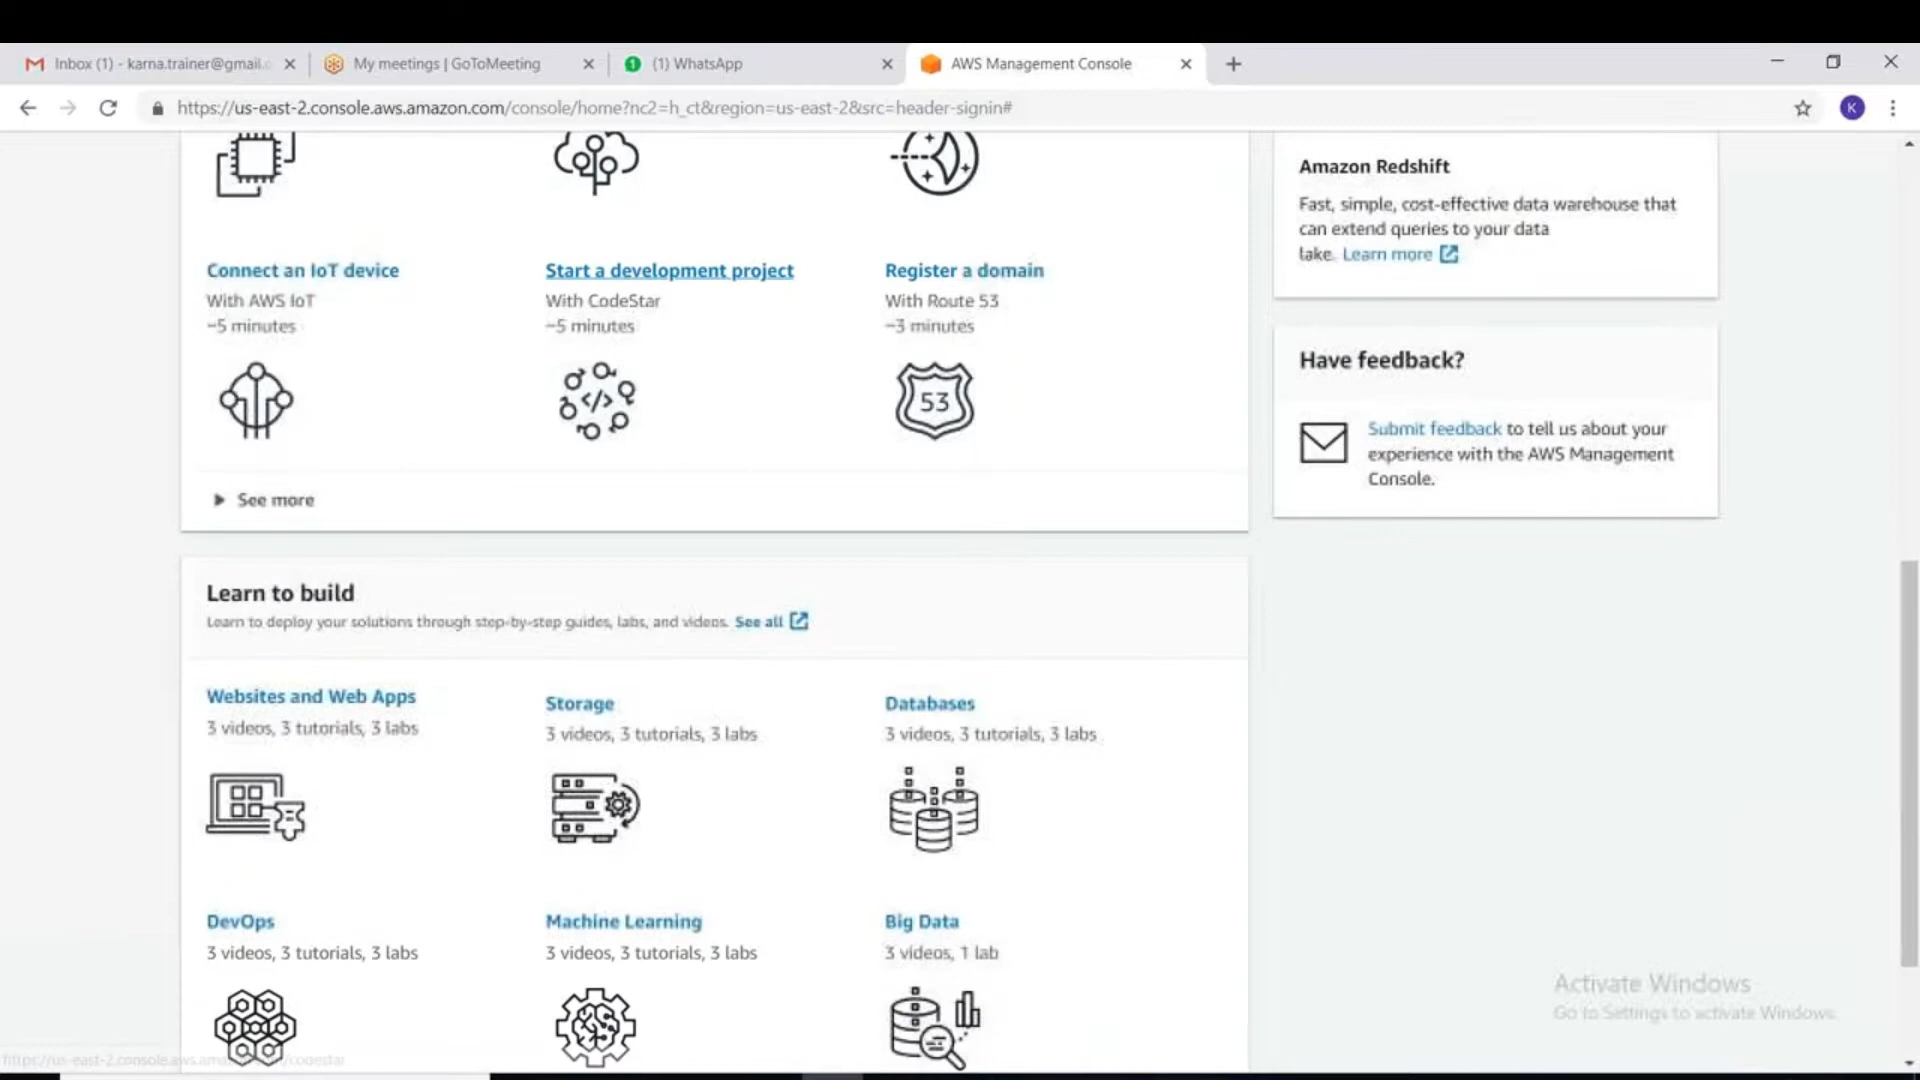 Inbox (1) - karna.trainer@gmail.c
My meetings | GoToMeeting
1
(1) WhatsApp
AWS Management Console
https://us-east-2.console.aws.amazon.com/console/home?nc2=h_ct&region=us-east-2&src=header-signin#
K
Connect an IoT device
With AWS IoT
~5 minutes
Start a development project
With CodeStar
~5 minutes
Register a domain
With Route 53
~3 minutes
53
See more
Amazon Redshift
Fast, simple, cost-effective data warehouse that
can extend queries to your data
lake. Learn more
Have feedback?
Submit feedback to tell us about your
experience with the AWS Management
Console.
Learn to build
Learn to deploy your solutions through step-by-step guides, labs, and videos. See all
Websites and Web Apps
3 videos, 3 tutorials, 3 labs
Storage
3 videos, 3 tutorials, 3 labs
Databases
3 videos, 3 tutorials, 3 labs
DevOps
3 videos, 3 tutorials, 3 labs
Machine Learning
3 videos, 3 tutorials, 3 labs
Big Data
3 videos, 1 lab
Activate Windows
Go to Settings to activate Windows.